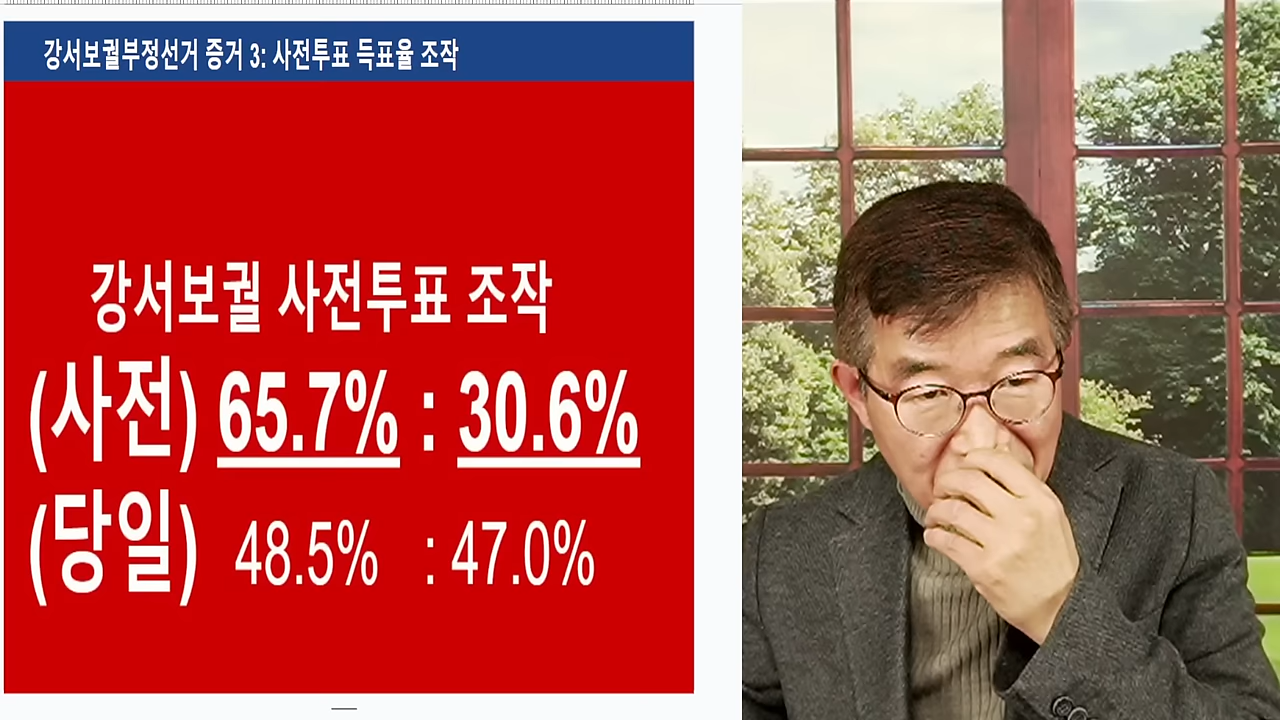 강서보궐부정선거 증거 3: 사전투표 득표율 조작
강서보궐 사전투표 조작
(사전) 65.7% : 30.6%
(당일) 48.5% : 47.0%